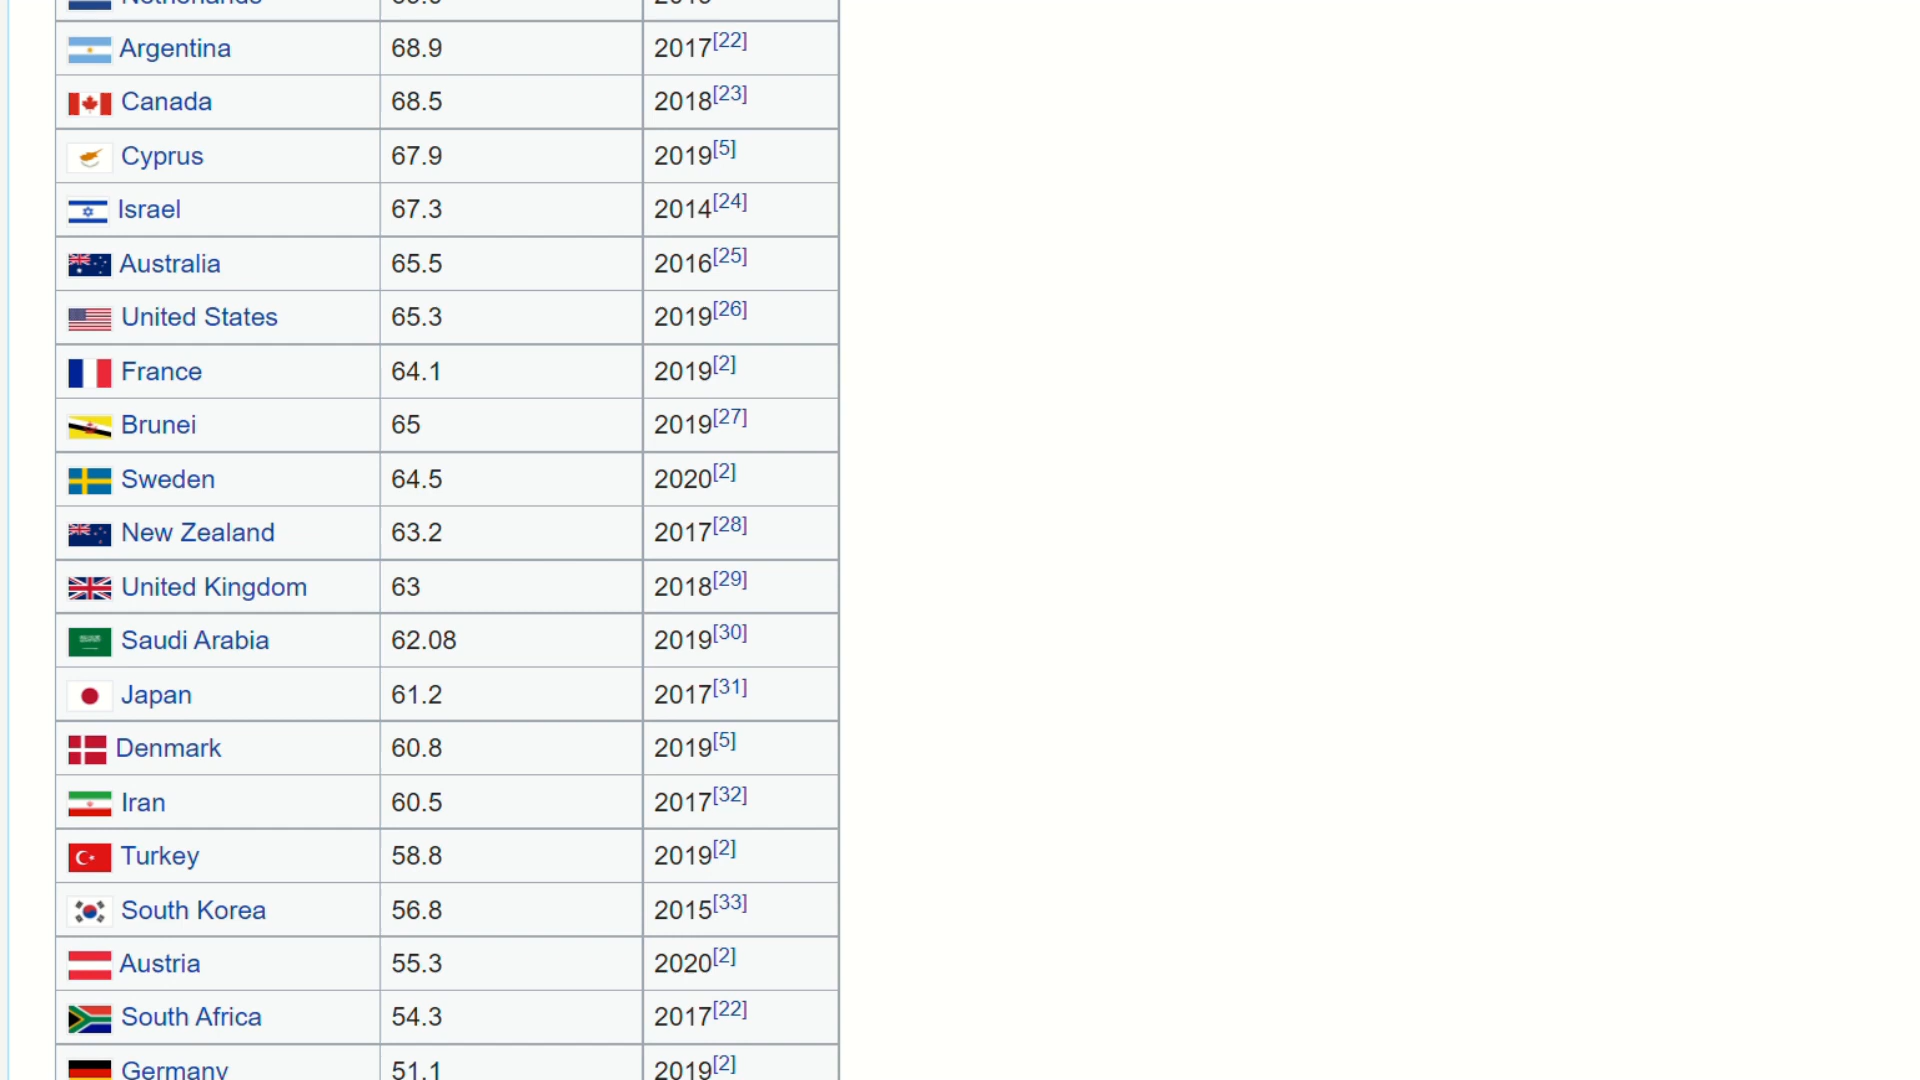 Netherlands
Argentina 68.9 2017[22]
Canada 68.5 2018[23]
Cyprus 67.9 2019[5]
Israel 67.3 2014[24]
Australia 65.5 2016[25]
United States 65.3 2019[26]
France 64.1 2019[2]
Brunei 65 2019[27]
Sweden 64.5 2020[2]
New Zealand 63.2 2017[28]
United Kingdom 63 2018[29]
Saudi Arabia 62.08 2019[30]
Japan 61.2 2017[31]
Denmark 60.8 2019[5]
Iran 60.5 2017[32]
Turkey 58.8 2019[2]
South Korea 56.8 2015[33]
Austria 55.3 2020[2]
South Africa 54.3 2017[22]
Germany 51.1 2019[2]